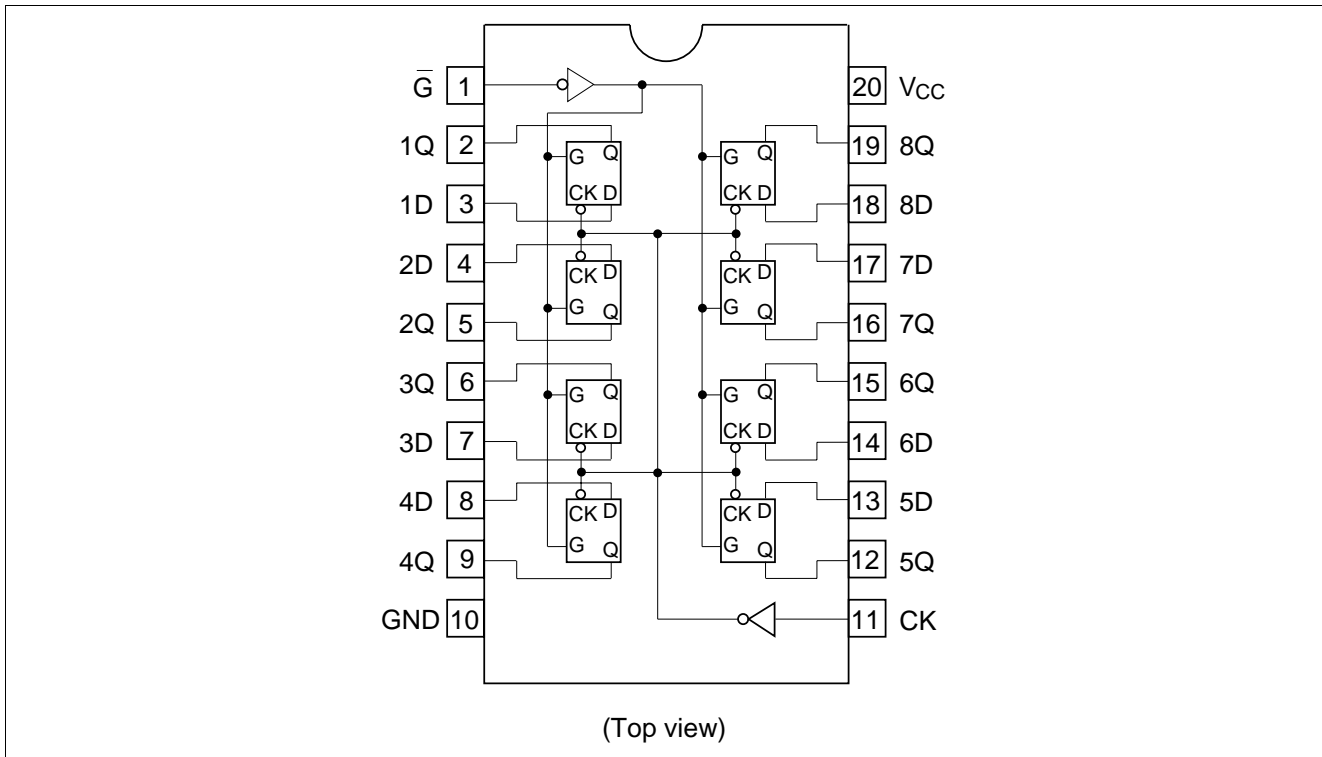 G̅ 1 20 VCC
1Q 2 G Q G Q 19 8Q
1D 3 CK D CK D 18 8D
2D 4 CK D CK D 17 7D
2Q 5 G Q G Q 16 7Q
3Q 6 G Q G Q 15 6Q
3D 7 CK D CK D 14 6D
4D 8 CK D CK D 13 5D
4Q 9 G Q G Q 12 5Q
GND 10 11 CK
(Top view)